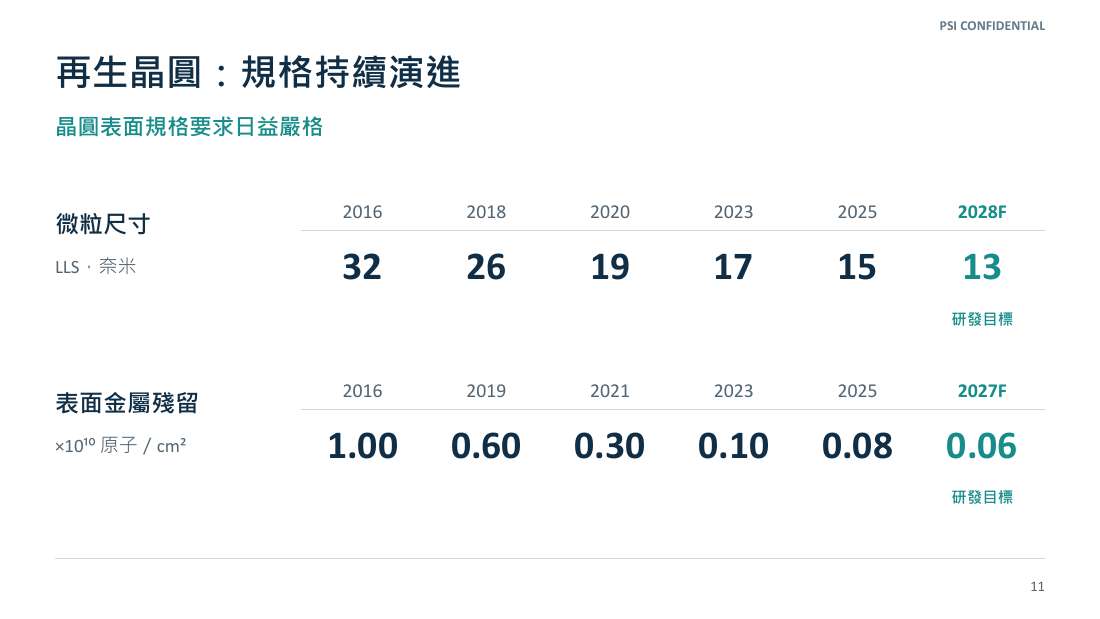 PSI CONFIDENTIAL
再生晶圓：規格持續演進
晶圓表面規格要求日益嚴格
微粒尺寸
LLS · 奈米
2016 2018 2020 2023 2025 2028F
32 26 19 17 15 13
研發目標
表面金屬殘留
×10¹⁰ 原子 / cm²
2016 2019 2021 2023 2025 2027F
1.00 0.60 0.30 0.10 0.08 0.06
研發目標
11